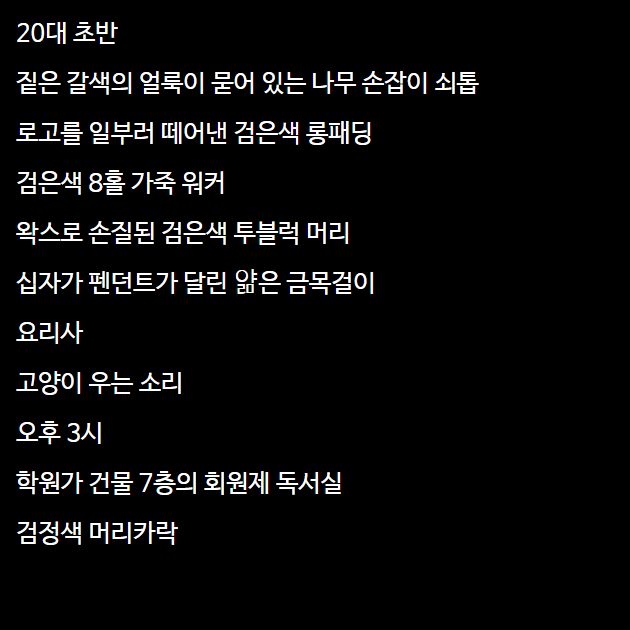 20대 초반
짙은 갈색의 얼룩이 묻어 있는 나무 손잡이 쇠톱
로고를 일부러 떼어낸 검은색 롱패딩
검은색 8홀 가죽 워커
왁스로 손질된 검은색 투블럭 머리
십자가 펜던트가 달린 얇은 금목걸이
요리사
고양이 우는 소리
오후 3시
학원가 건물 7층의 회원제 독서실
검정색 머리카락